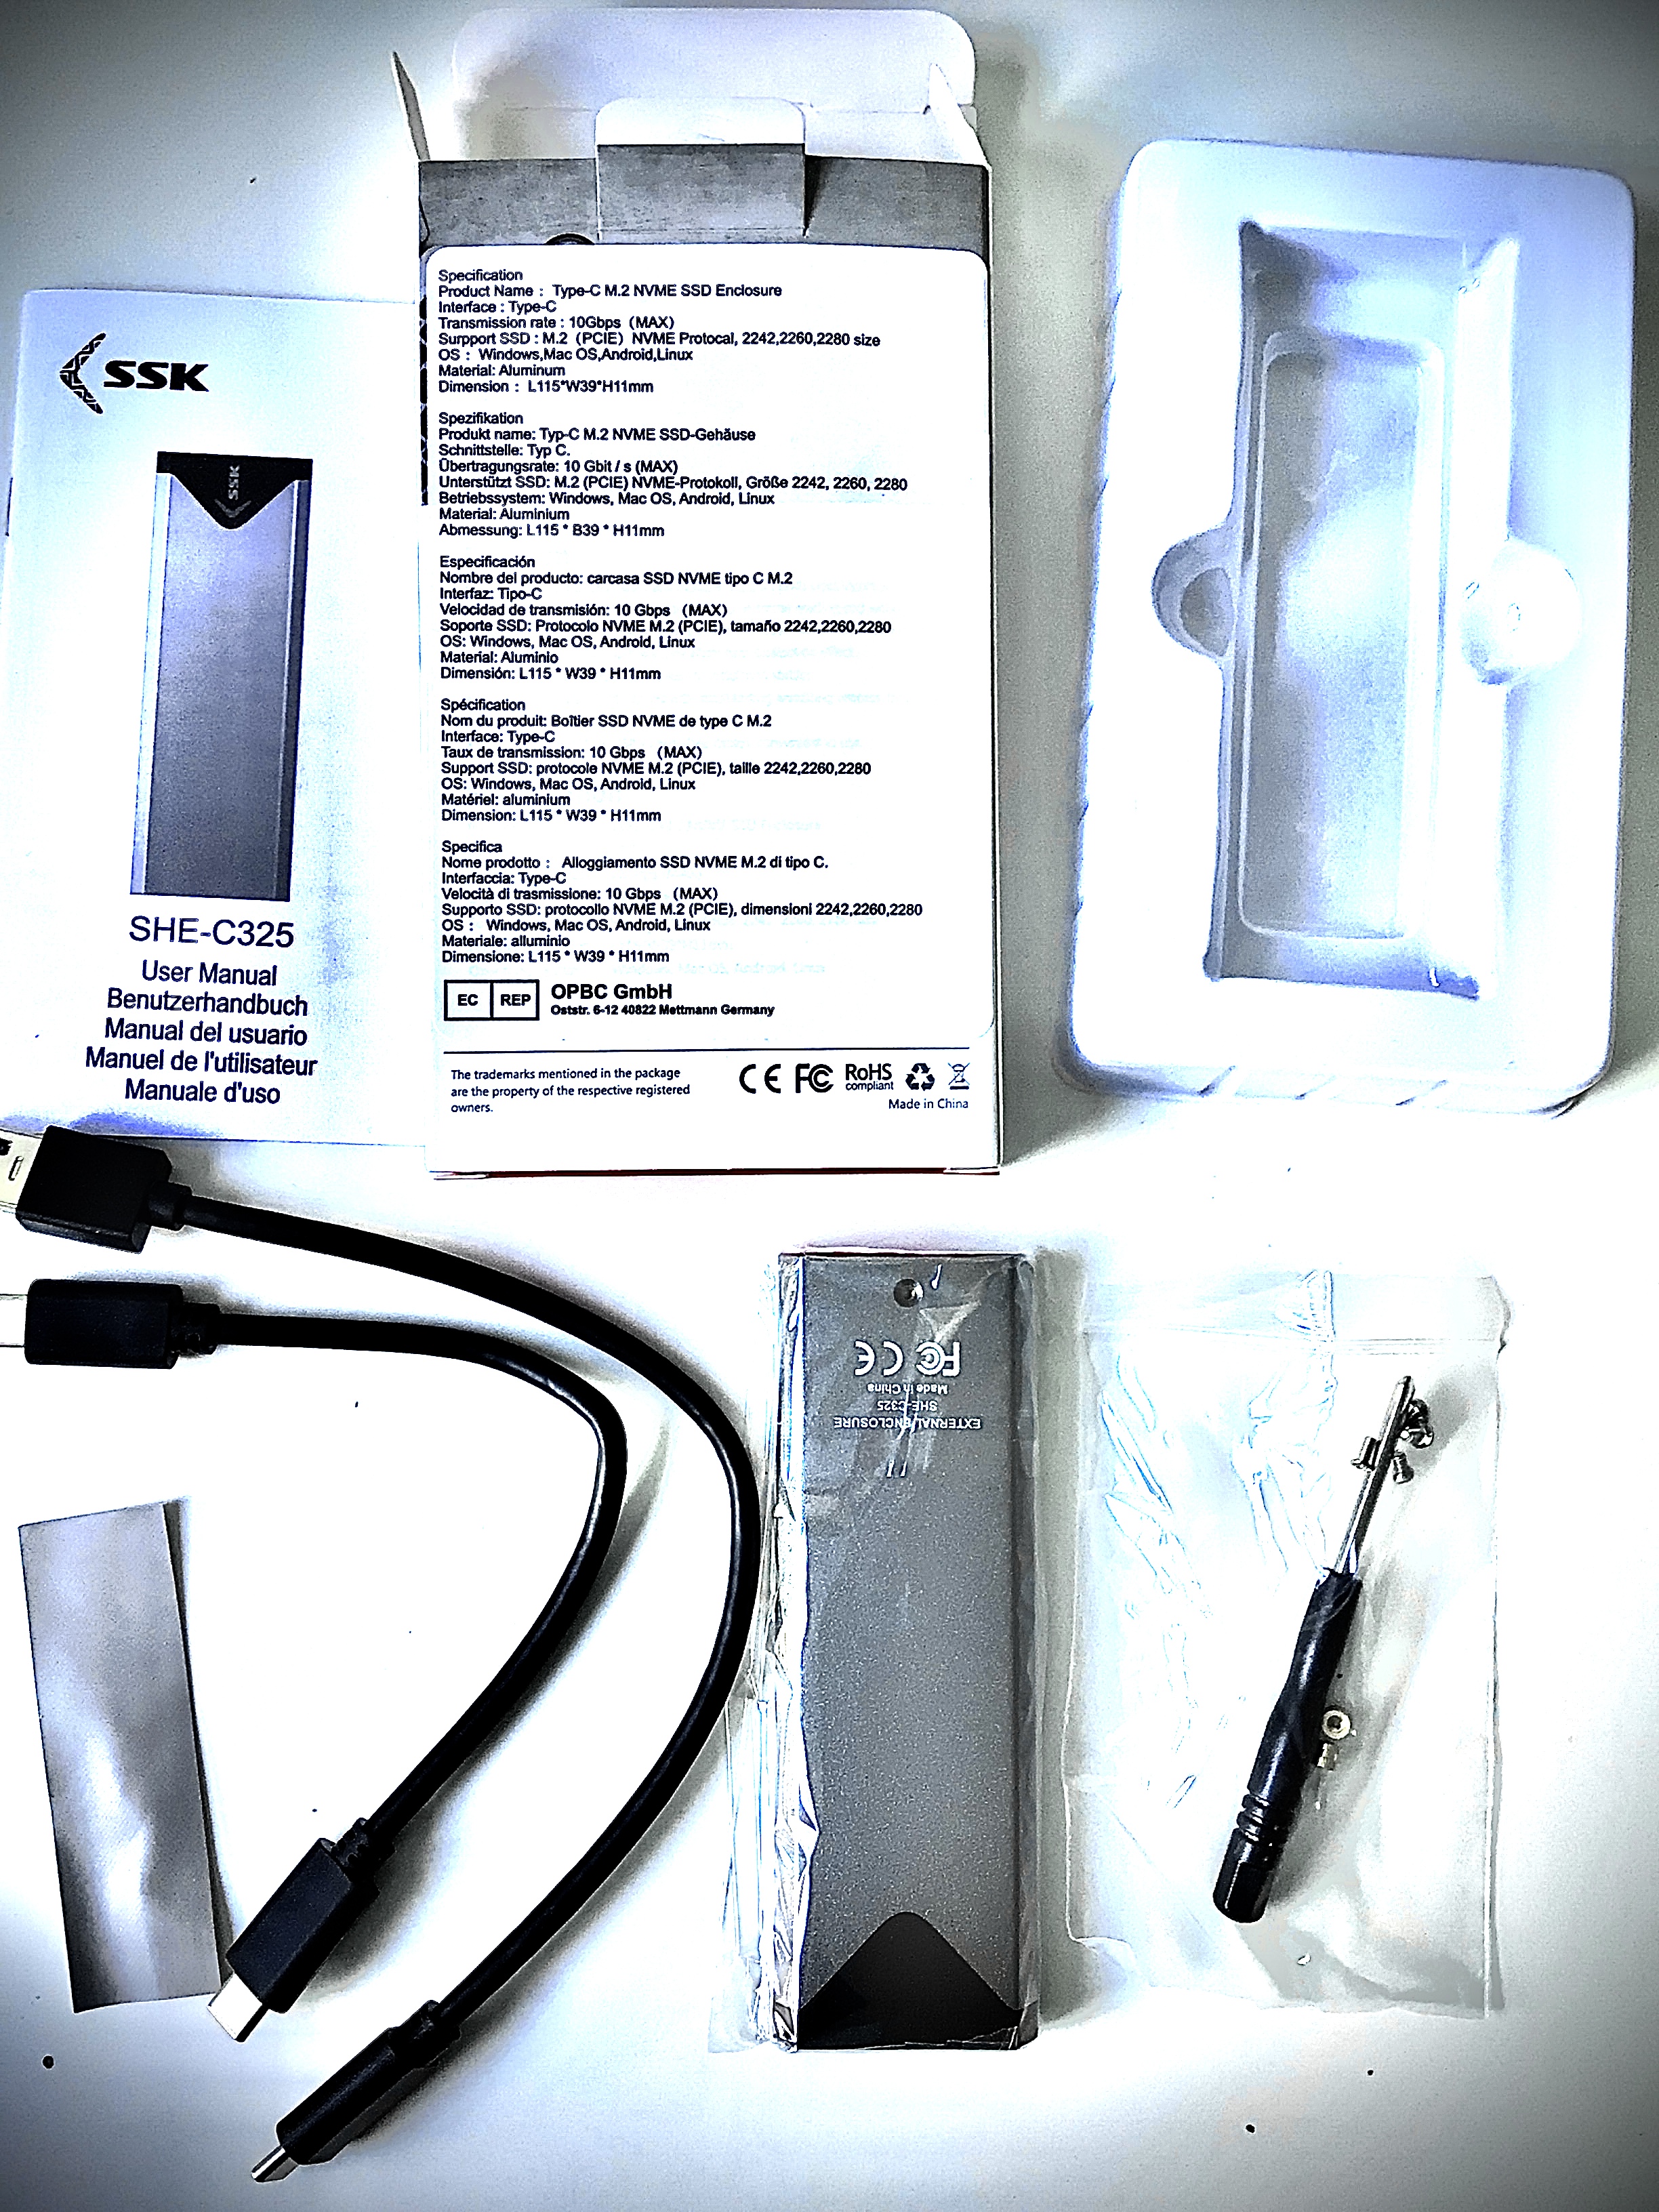 SSK
SSK
SHE-C325
User Manual
Benutzerhandbuch
Manual del usuario
Manuel de l'utilisateur
Manuale d'uso
Specification
Product Name : Type-C M.2 NVME SSD Enclosure
Interface : Type-C
Transmission rate : 10Gbps (MAX)
Surpport SSD : M.2 (PCIE) NVME Protocal, 2242,2260,2280 size
OS : Windows,Mac OS,Android,Linux
Material: Aluminum
Dimension : L115*W39*H11mm
Spezifikation
Produkt name: Typ-C M.2 NVME SSD-Gehäuse
Schnittstelle: Typ C.
Übertragungsrate: 10 Gbit / s (MAX)
Unterstützt SSD: M.2 (PCIE) NVME-Protokoll, Größe 2242, 2260, 2280
Betriebssystem: Windows, Mac OS, Android, Linux
Material: Aluminium
Abmessung: L115 * B39 * H11mm
Especificación
Nombre del producto: carcasa SSD NVME tipo C M.2
Interfaz: Tipo-C
Velocidad de transmisión: 10 Gbps (MAX)
Soporte SSD: Protocolo NVME M.2 (PCIE), tamaño 2242,2260,2280
OS: Windows, Mac OS, Android, Linux
Material: Aluminio
Dimensión: L115 * W39 * H11mm
Spécification
Nom du produit: Boîtier SSD NVME de type C M.2
Interface: Type-C
Taux de transmission: 10 Gbps (MAX)
Support SSD: protocole NVME M.2 (PCIE), taille 2242,2260,2280
OS: Windows, Mac OS, Android, Linux
Matériel: aluminium
Dimension: L115 * W39 * H11mm
Specifica
Nome prodotto : Alloggiamento SSD NVME M.2 di tipo C.
Interfaccia: Type-C
Velocità di trasmissione: 10 Gbps (MAX)
Supporto SSD: protocollo NVME M.2 (PCIE), dimensioni 2242,2260,2280
OS : Windows, Mac OS, Android, Linux
Materiale: alluminio
Dimensione: L115 * W39 * H11mm
EC REP
OPBC GmbH
Oststr. 6-12 40822 Mettmann Germany
The trademarks mentioned in the package
are the property of the respective registered
owners.
CE FC RoHS
compliant
Made in China
EXTERNAL ENCLOSURE
SHE-C325
Made in China
FC CE